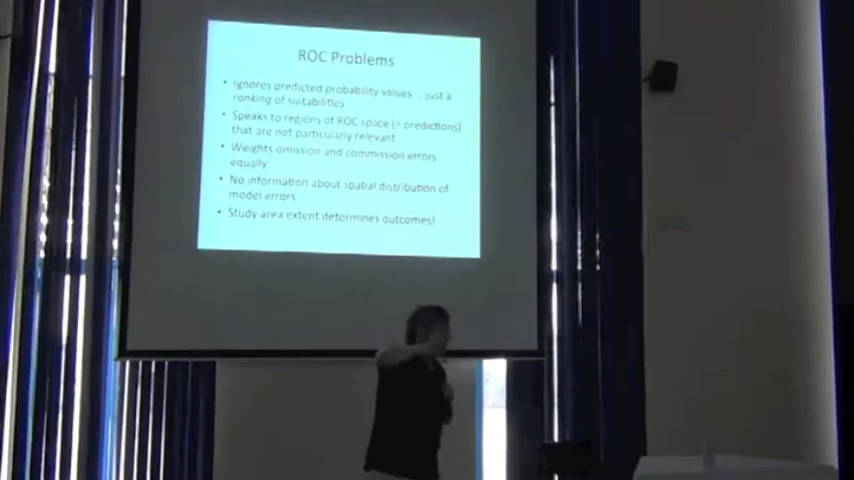 ROC Problems
• Ignores predicted probability values ... just a
ranking of suitabilities
• Speaks to regions of ROC space (= predictions)
that are not particularly relevant
• Weights omission and commission errors
equally
• No information about spatial distribution of
model errors
• Study area extent determines outcomes!